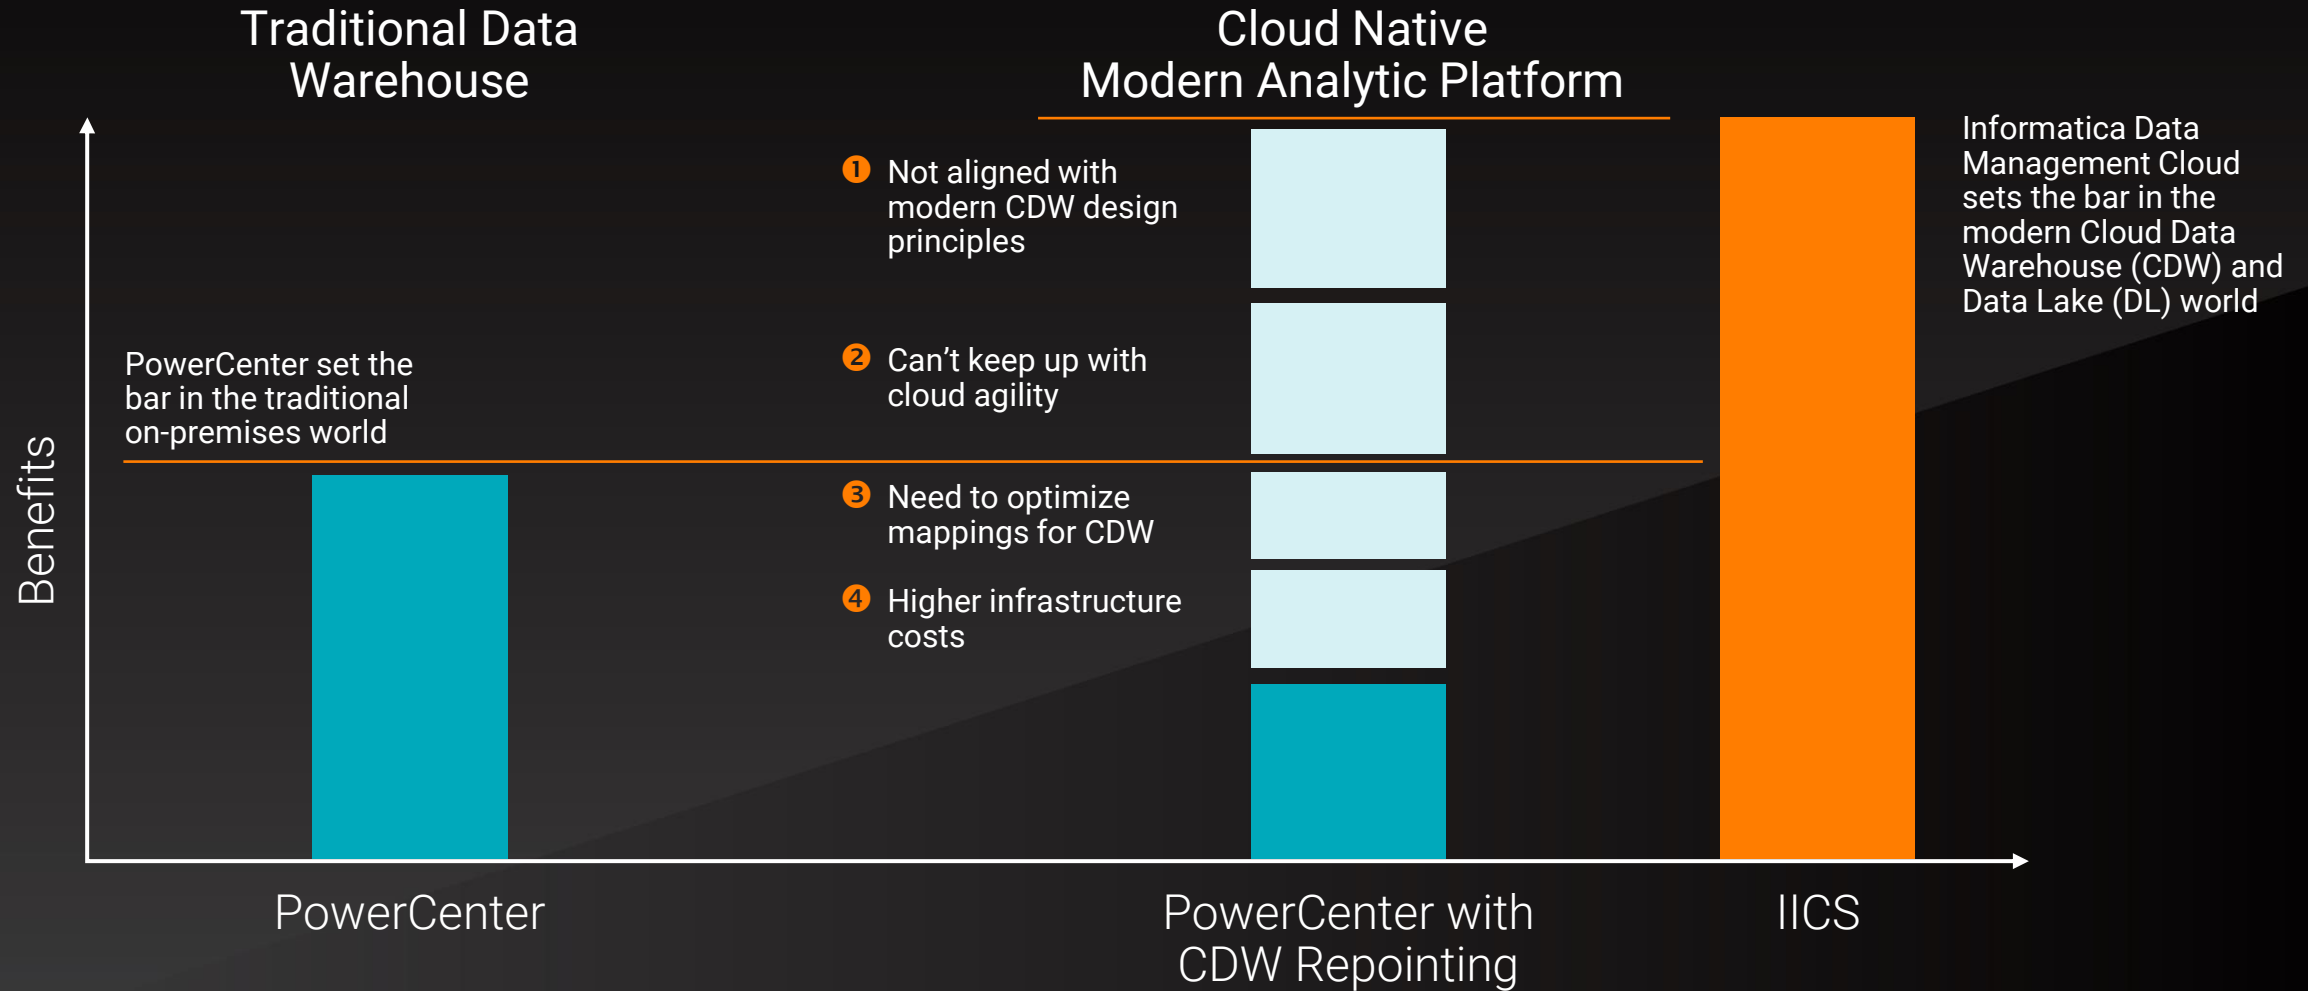 Traditional Data
Warehouse
Cloud Native
Modern Analytic Platform
Benefits
PowerCenter set the
bar in the traditional
on-premises world
1 Not aligned with
modern CDW design
principles
2 Can’t keep up with
cloud agility
3 Need to optimize
mappings for CDW
4 Higher infrastructure
costs
Informatica Data
Management Cloud
sets the bar in the
modern Cloud Data
Warehouse (CDW) and
Data Lake (DL) world
PowerCenter
PowerCenter with
CDW Repointing
IICS